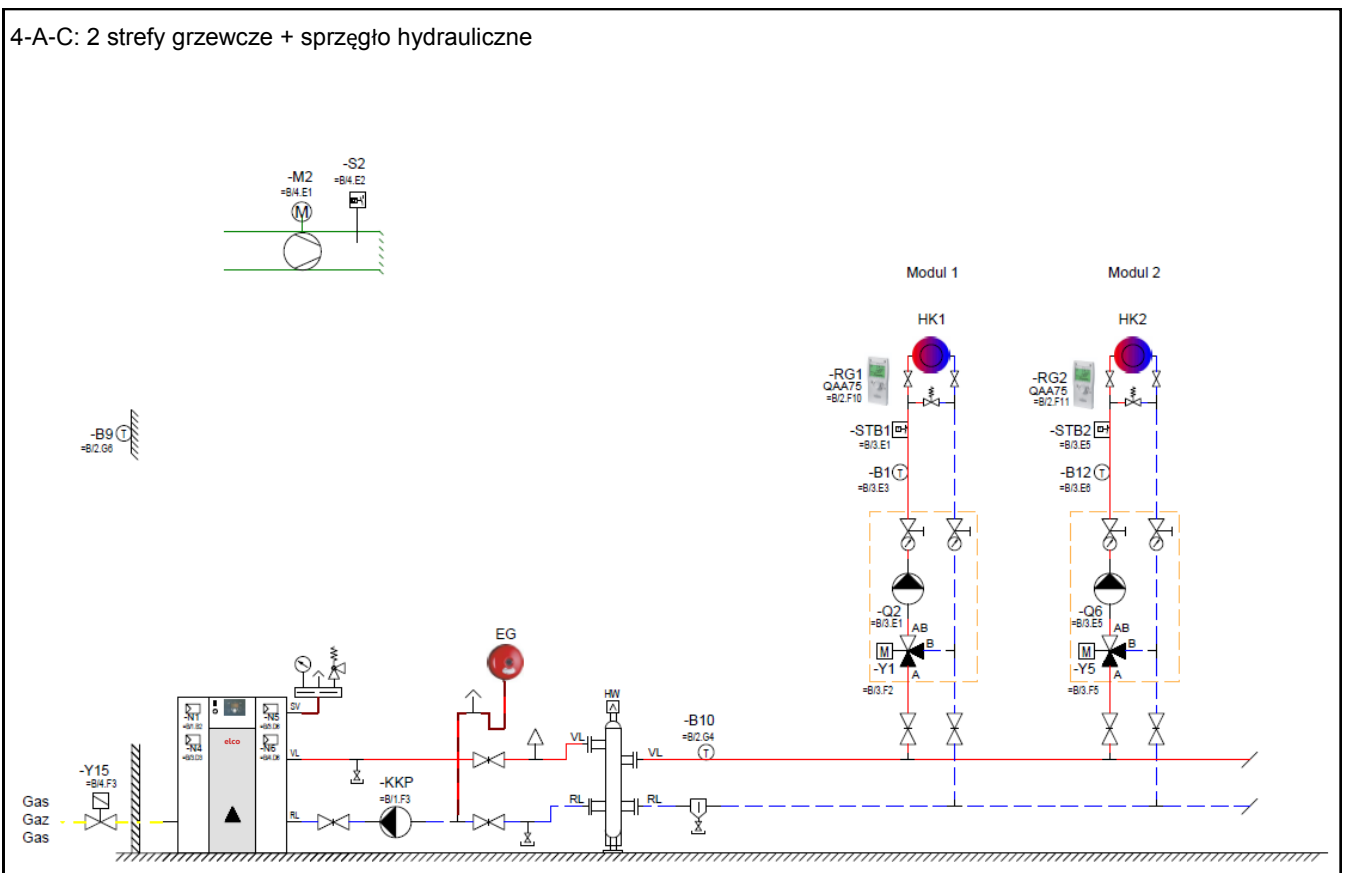 4-A-C: 2 strefy grzewcze + sprzęgło hydrauliczne
-S2
=B/4.E2
-M2
=B/4.E1
M
Modul 1
Modul 2
HK1
HK2
-RG1
QAA75
=B/2.F10
-RG2
QAA75
=B/2.F11
-B9
T
=B/2.G6
-STB1
=B/3.E1
-STB2
=B/3.E5
-B1
T
=B/3.E3
-B12
T
=B/3.E6
-Q2
=B/3.E1
AB
B
M
-Y1
A
=B/3.F2
-Q6
=B/3.E5
AB
B
M
-Y5
A
=B/3.F5
EG
HW
-B10
=B/2.G4
T
SV
-N1
=B/1.B2
-N5
elco
-N4
=B/3.D3
-N6
VL
VL
VL
-KKP
=B/1.F3
RL
RL
RL
-Y15
=B/4.F3
Gas
Gaz
Gas